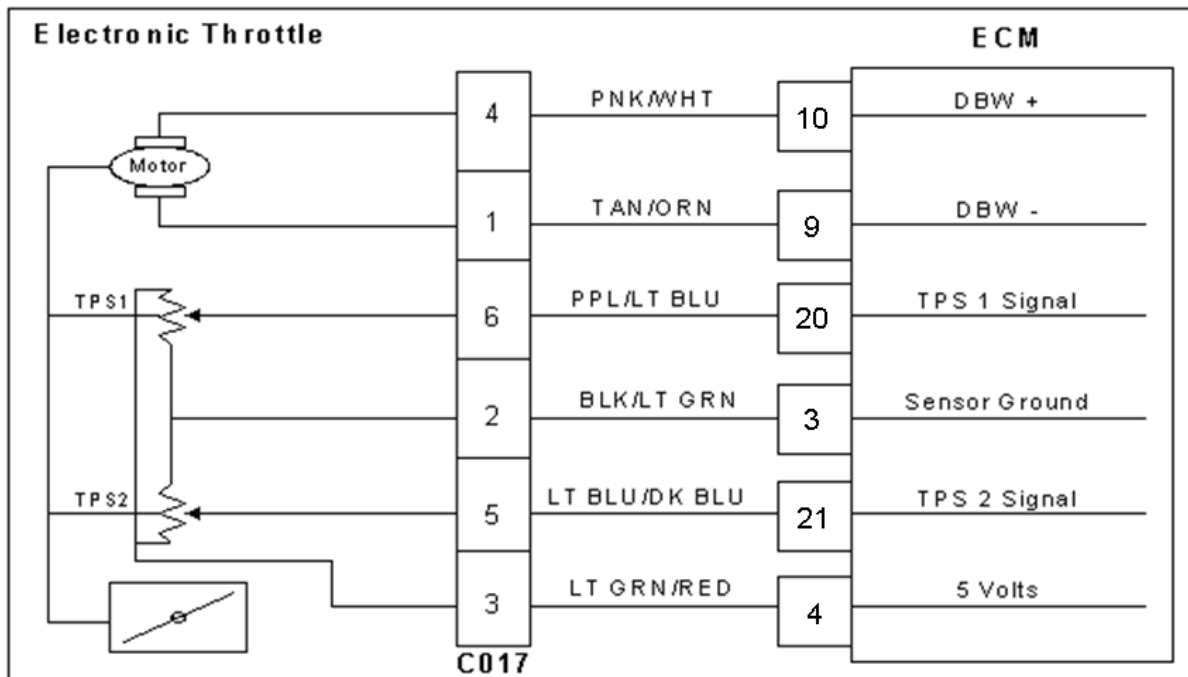 Electronic Throttle
ECM
4
PNK/WHT
10
DBW +
Motor
1
TAN/ORN
9
DBW -
TPS1
6
PPL/LT BLU
20
TPS 1 Signal
2
BLK/LT GRN
3
Sensor Ground
TPS2
5
LT BLU/DK BLU
21
TPS 2 Signal
3
LT GRN/RED
4
5 Volts
C017